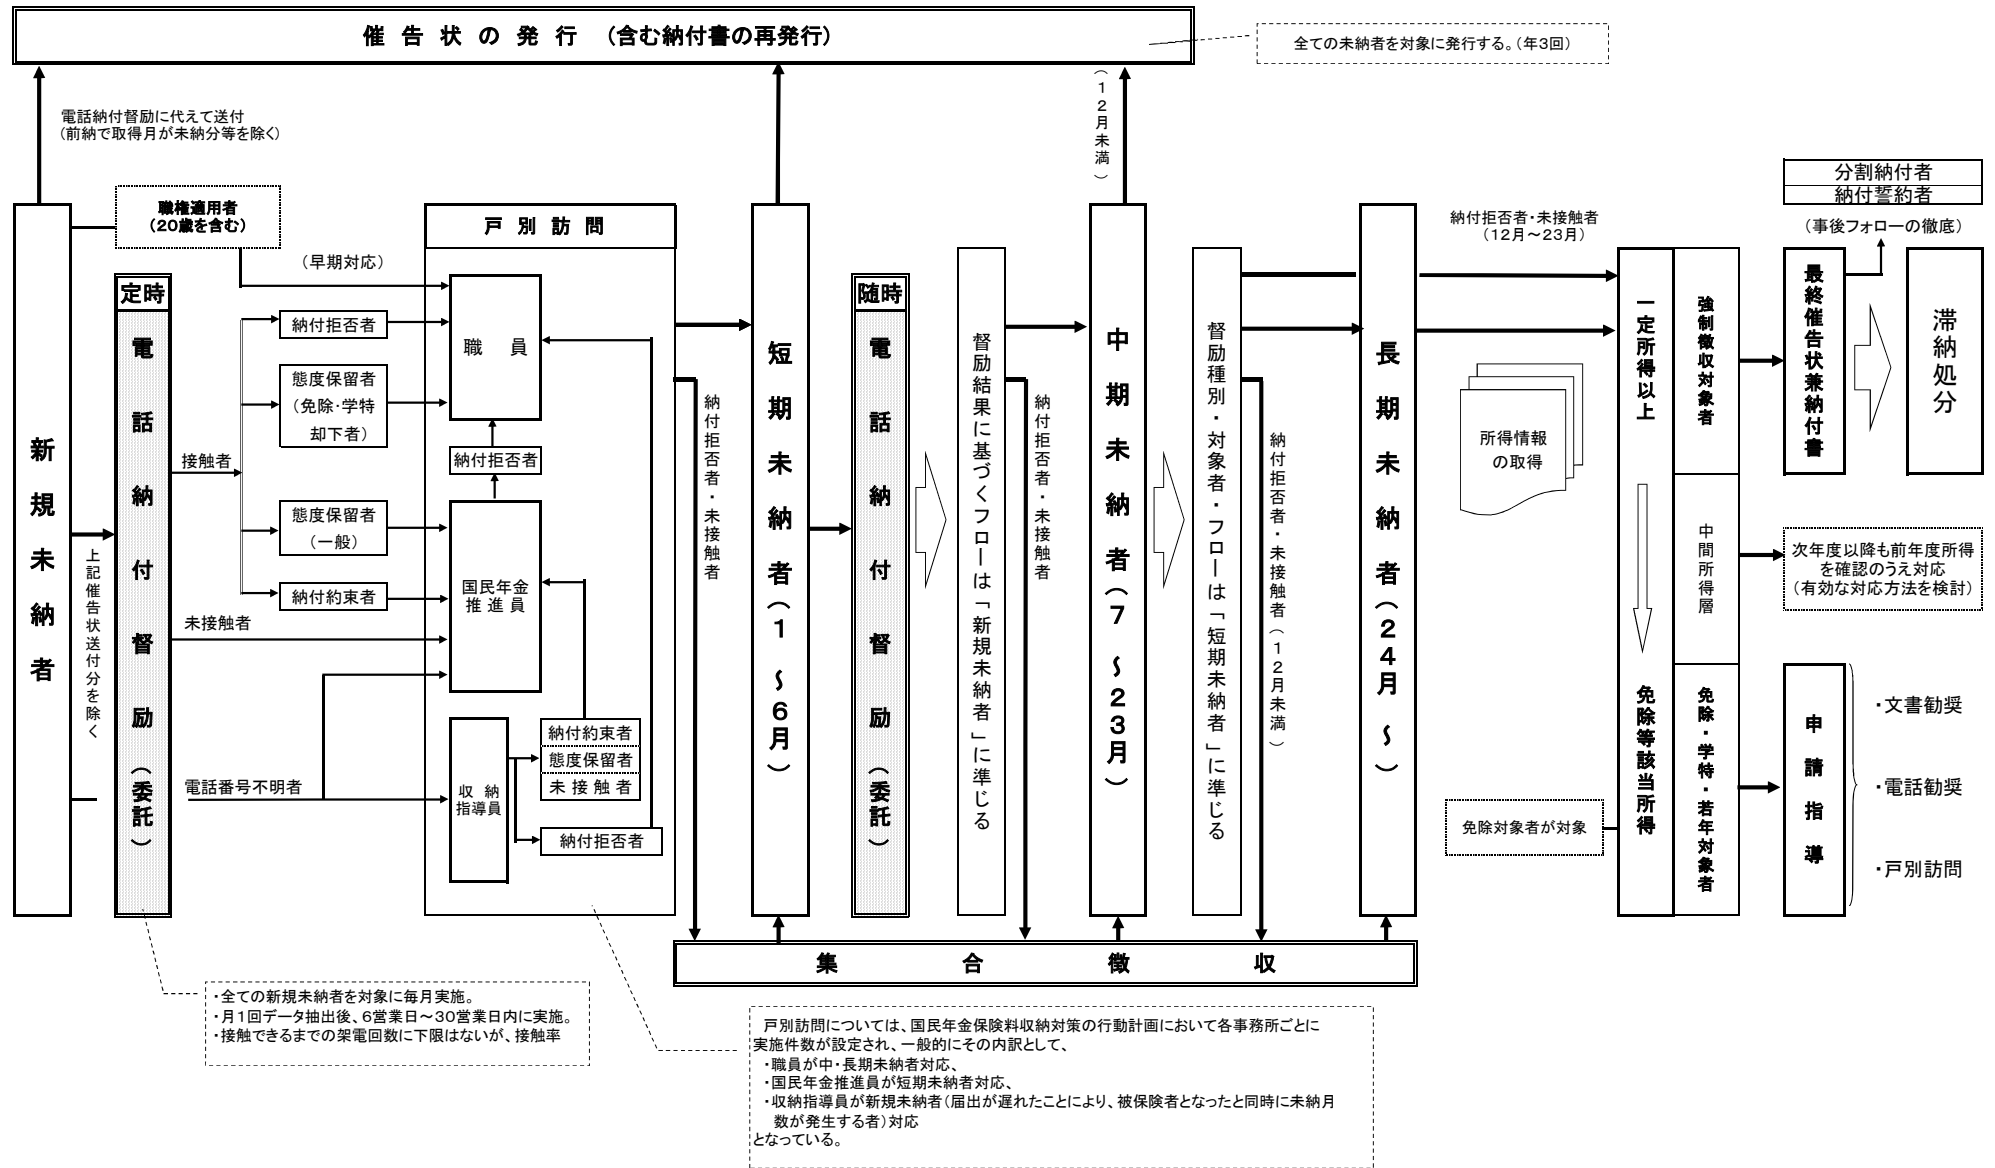 催告状の発行 (含む納付書の再発行)
全ての未納者を対象に発行する。(年3回)
電話納付督励に代えて送付
(前納で取得月が未納分等を除く)
(12月未満)
新規未納者
上記催告状送付分を除く
職権適用者
(20歳を含む)
定時
電話納付督励(委託)
接触者
未接触者
電話番号不明者
(早期対応)
納付拒否者
態度保留者
(免除・学特
却下者)
態度保留者
(一般)
納付約束者
戸別訪問
職員
納付拒否者
国民年金
推進員
収納
指導員
納付約束者
態度保留者
未接触者
納付拒否者
納付拒否者・未接触者
短期未納者(1～6月)
随時
電話納付督励(委託)
督励結果に基づくフローは「新規未納者」に準じる
納付拒否者・未接触者
中期未納者(7～23月)
督励種別・対象者・フローは「短期未納者」に準じる
納付拒否者・未接触者(12月未満)
長期未納者(24月～)
納付拒否者・未接触者
(12月～23月)
所得情報
の取得
免除対象者が対象
一定所得以上
免除等該当所得
強制徴収対象者
中間所得層
免除・学特・若年対象者
分割納付者
納付誓約者
(事後フォローの徹底)
最終催告状兼納付書
滞納処分
次年度以降も前年度所得
を確認のうえ対応
(有効な対応方法を検討)
申請指導
・文書勧奨
・電話勧奨
・戸別訪問
集合徴収
・全ての新規未納者を対象に毎月実施。
・月1回データ抽出後、6営業日～30営業日内に実施。
・接触できるまでの架電回数に下限はないが、接触率
戸別訪問については、国民年金保険料収納対策の行動計画において各事務所ごとに
実施件数が設定され、一般的にその内訳として、
・職員が中・長期未納者対応、
・国民年金推進員が短期未納者対応、
・収納指導員が新規未納者(届出が遅れたことにより、被保険者となったと同時に未納月
数が発生する者)対応
となっている。